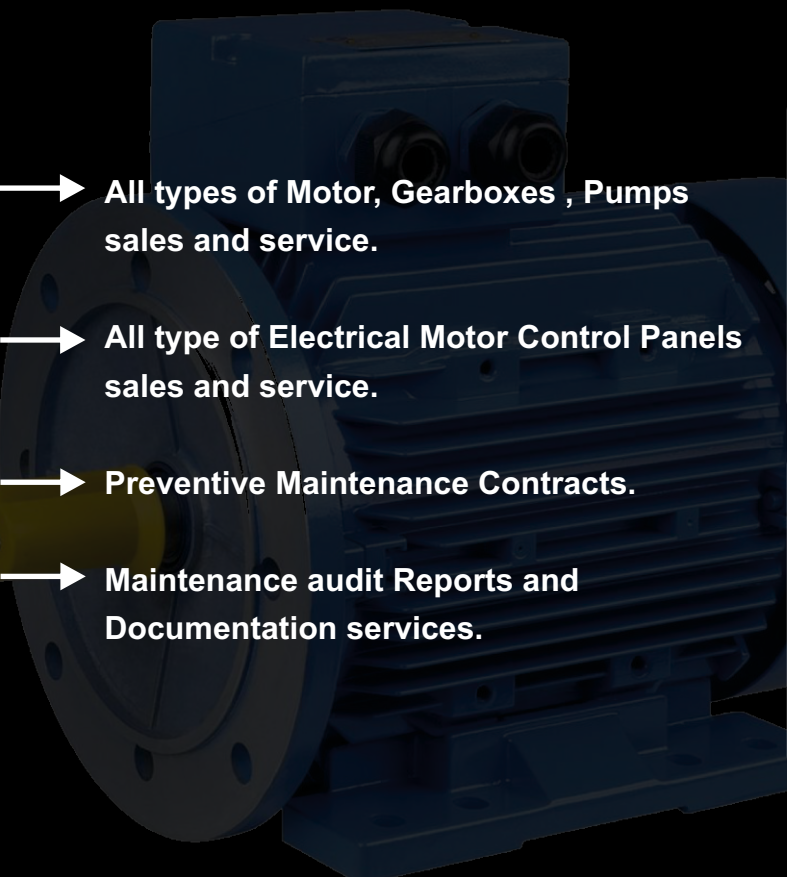 All types of Motor, Gearboxes , Pumps
sales and service.
All type of Electrical Motor Control Panels
sales and service.
Preventive Maintenance Contracts.
Maintenance audit Reports and
Documentation services.